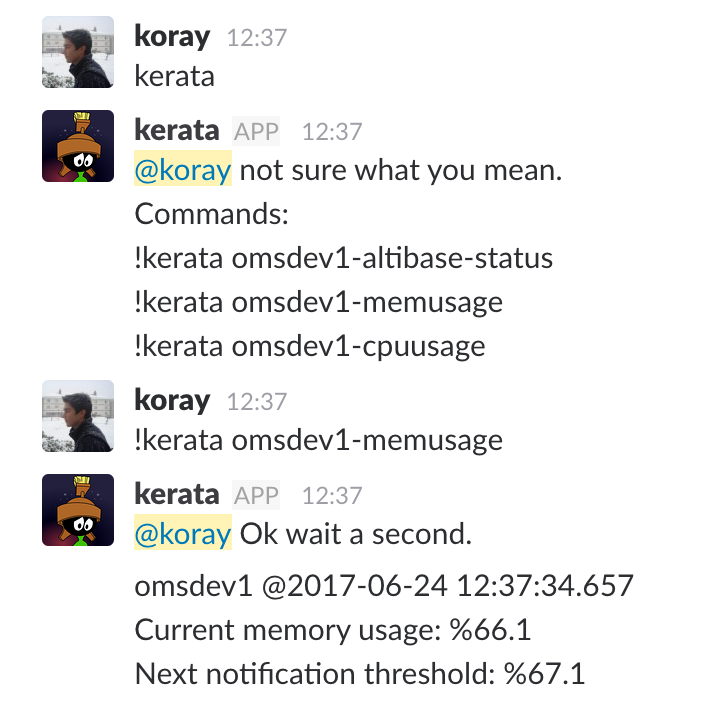 koray 12:37
kerata
kerata APP 12:37
@koray not sure what you mean.
Commands:
!kerata omsdev1-altibase-status
!kerata omsdev1-memusage
!kerata omsdev1-cpuusage
koray 12:37
!kerata omsdev1-memusage
kerata APP 12:37
@koray Ok wait a second.
omsdev1 @2017-06-24 12:37:34.657
Current memory usage: %66.1
Next notification threshold: %67.1